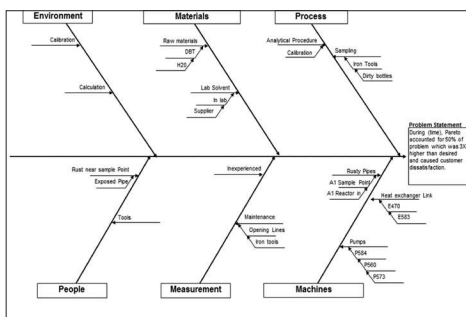 Environment
Materials
Process
Calibration
Calculation
Raw materials
DBT
H20
Lab Solvent
In lab
Supplier
Analytical Procedure
Calibration
Sampling
Iron Tools
Dirty bottles
Problem Statement
During (time), Pareto
accounted for 50% of
problem which was 3X
higher than desired
and caused customer
dissatisfaction.
Rust near sample Point
Exposed Pipe
Tools
Inexperienced
Maintenance
Opening Lines
Iron tools
Rusty Pipes
A1 Sample Point
A1 Reactor in
Heat exchanger Link
E470
E583
Pumps
P584
P560
P573
People
Measurement
Machines